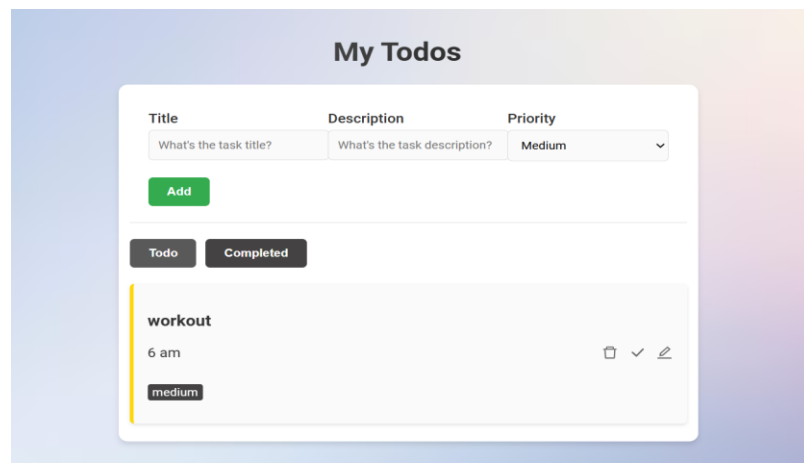 My Todos
Title Description Priority
What's the task title? What's the task description? Medium
Add
Todo Completed
workout
6 am
medium